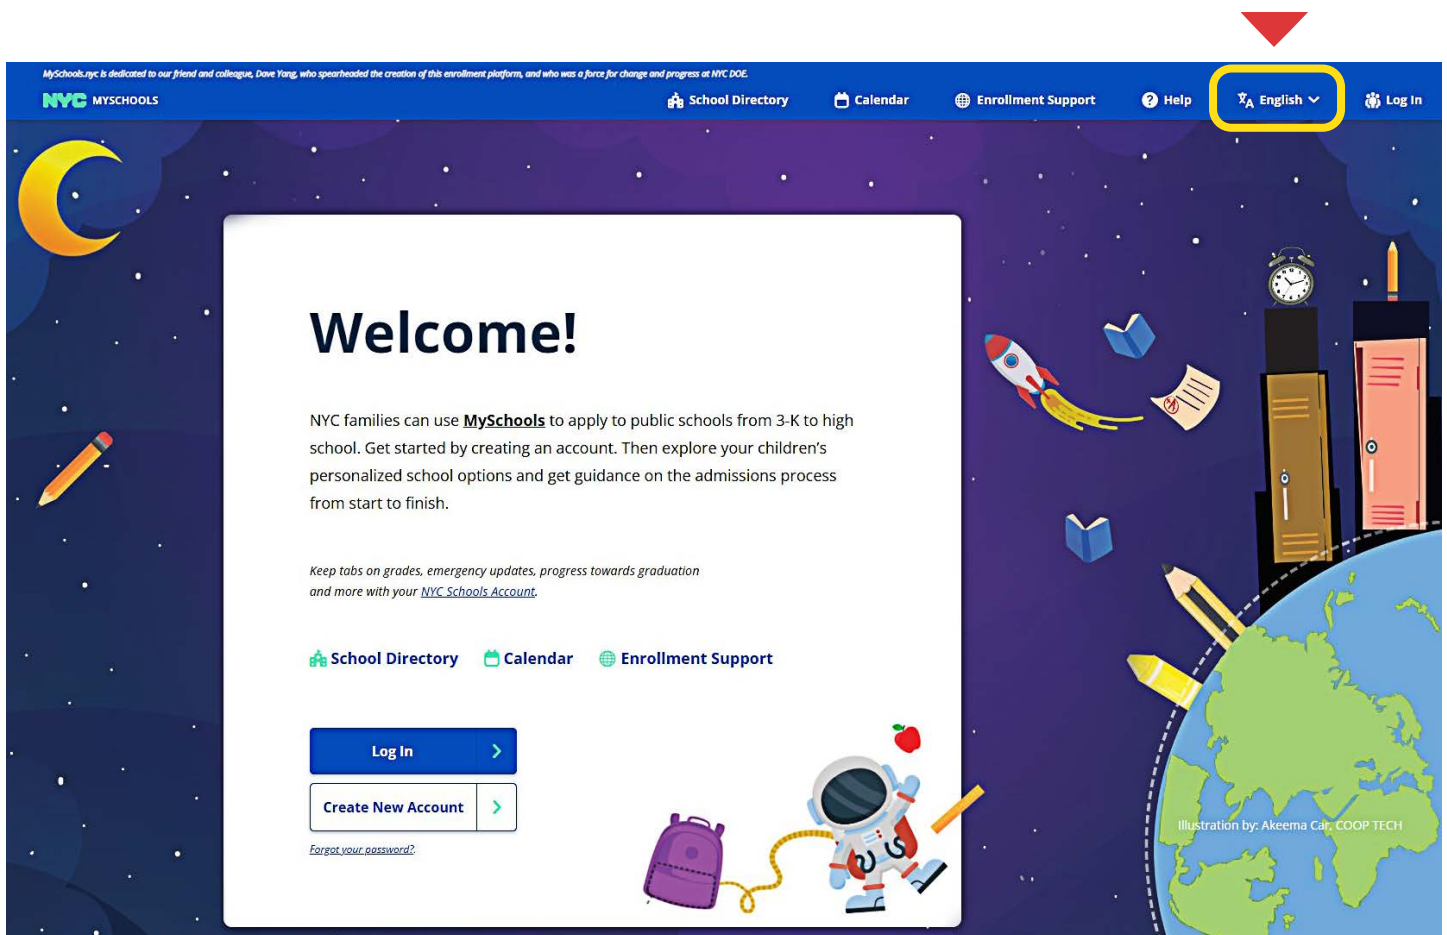 MySchools.nyc is dedicated to our friend and colleague, Dave Yang, who spearheaded the creation of this enrollment platform, and who was a force for change and progress at NYC DOE.
NYC MYSCHOOLS
School Directory
Calendar
Enrollment Support
Help
English
Log In
Welcome!
NYC families can use MySchools to apply to public schools from 3-K to high
school. Get started by creating an account. Then explore your children's
personalized school options and get guidance on the admissions process
from start to finish.
Keep tabs on grades, emergency updates, progress towards graduation
and more with your NYC Schools Account.
School Directory
Calendar
Enrollment Support
Log In
Create New Account
Forgot your password?
Illustration by: Akeema Car, COOP TECH